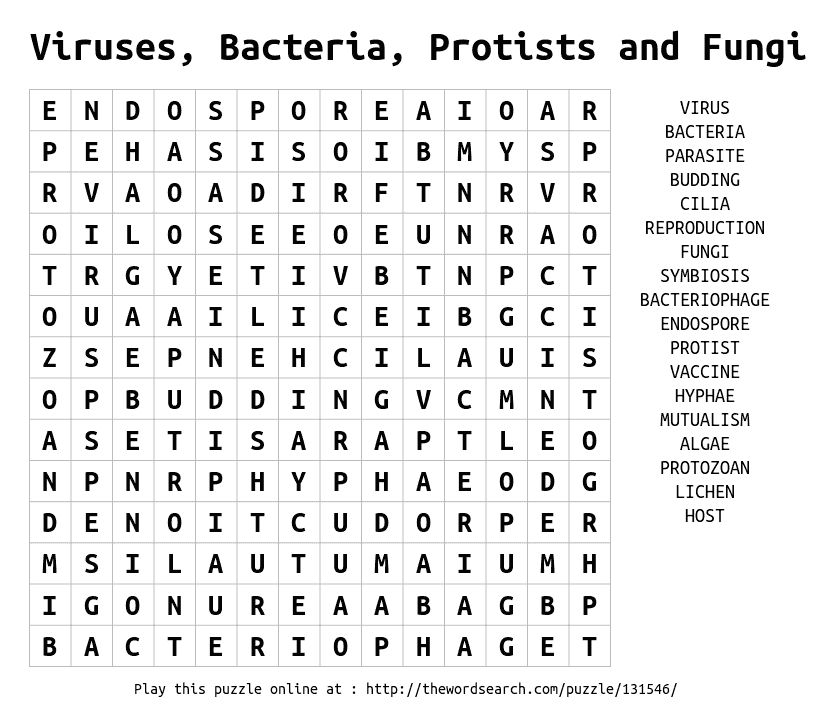 Viruses, Bacteria, Protists and Fungi
E N D O S P O R E A I O A R
P E H A S I S O I B M Y S P
R V A O A D I R F T N R V R
O I L O S E E O E U N R A O
T R G Y E T I V B T N P C T
O U A A I L I C E I B G C I
Z S E P N E H C I L A U I S
O P B U D D I N G V C M N T
A S E T I S A R A P T L E O
N P N R P H Y P H A E O D G
D E N O I T C U D O R P E R
M S I L A U T U M A I U M H
I G O N U R E A A B A G B P
B A C T E R I O P H A G E T
VIRUS
BACTERIA
PARASITE
BUDDING
CILIA
REPRODUCTION
FUNGI
SYMBIOSIS
BACTERIOPHAGE
ENDOSPORE
PROTIST
VACCINE
HYPHAE
MUTUALISM
ALGAE
PROTOZOAN
LICHEN
HOST
Play this puzzle online at : http://thewordsearch.com/puzzle/131546/